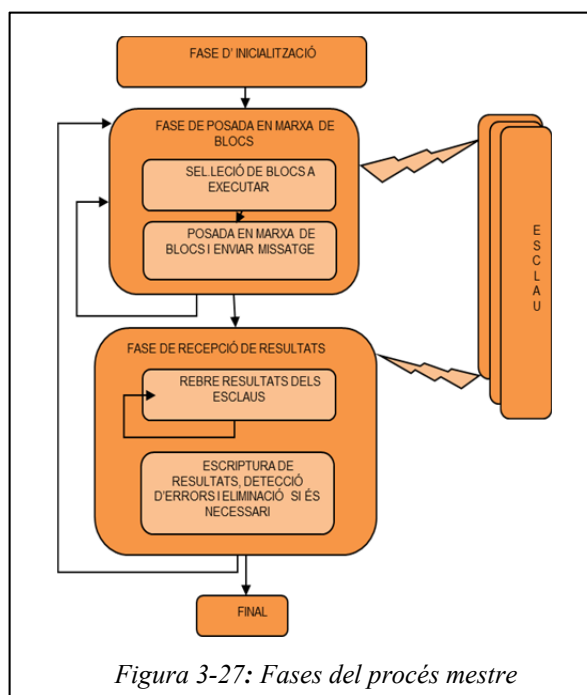 FASE D' INICIALITZACIÓ
FASE DE POSADA EN MARXA DE
BLOCS
SEL.LECIÓ DE BLOCS A
EXECUTAR
POSADA EN MARXA DE
BLOCS I ENVIAR MISSATGE
ESCLAU
FASE DE RECEPCIÓ DE RESULTATS
REBRE RESULTATS DELS
ESCLAUS
ESCRIPTURA DE
RESULTATS, DETECCIÓ
D'ERRORS I ELIMINACIÓ SI ÉS
NECESSARI
FINAL
Figura 3-27: Fases del procés mestre